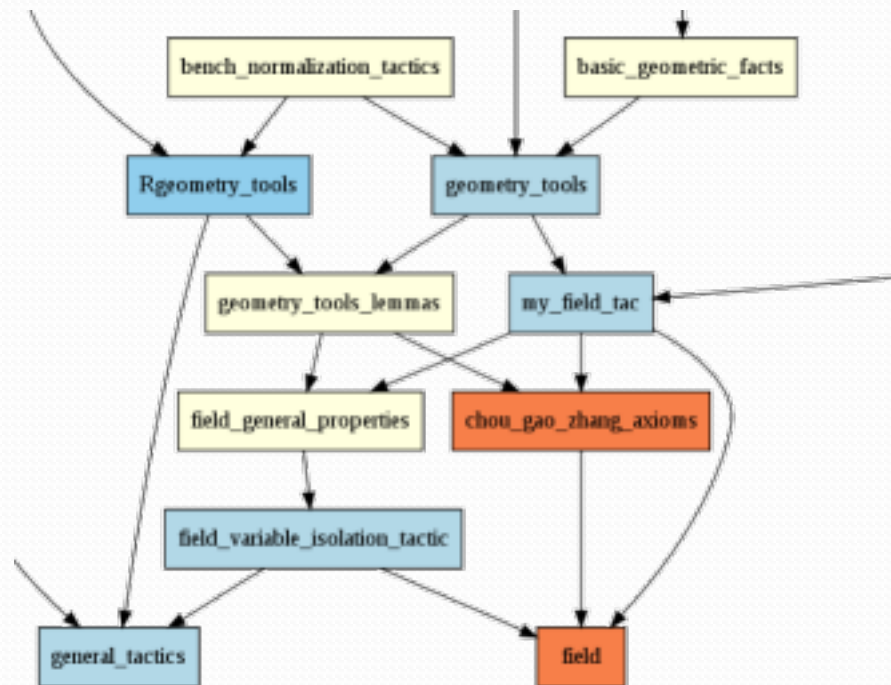 bench_normalization_tactics
basic_geometric_facts
Rgeometry_tools
geometry_tools
geometry_tools_lemmas
my_field_tac
field_general_properties
chou_gao_zhang_axioms
field_variable_isolation_tactic
general_tactics
field